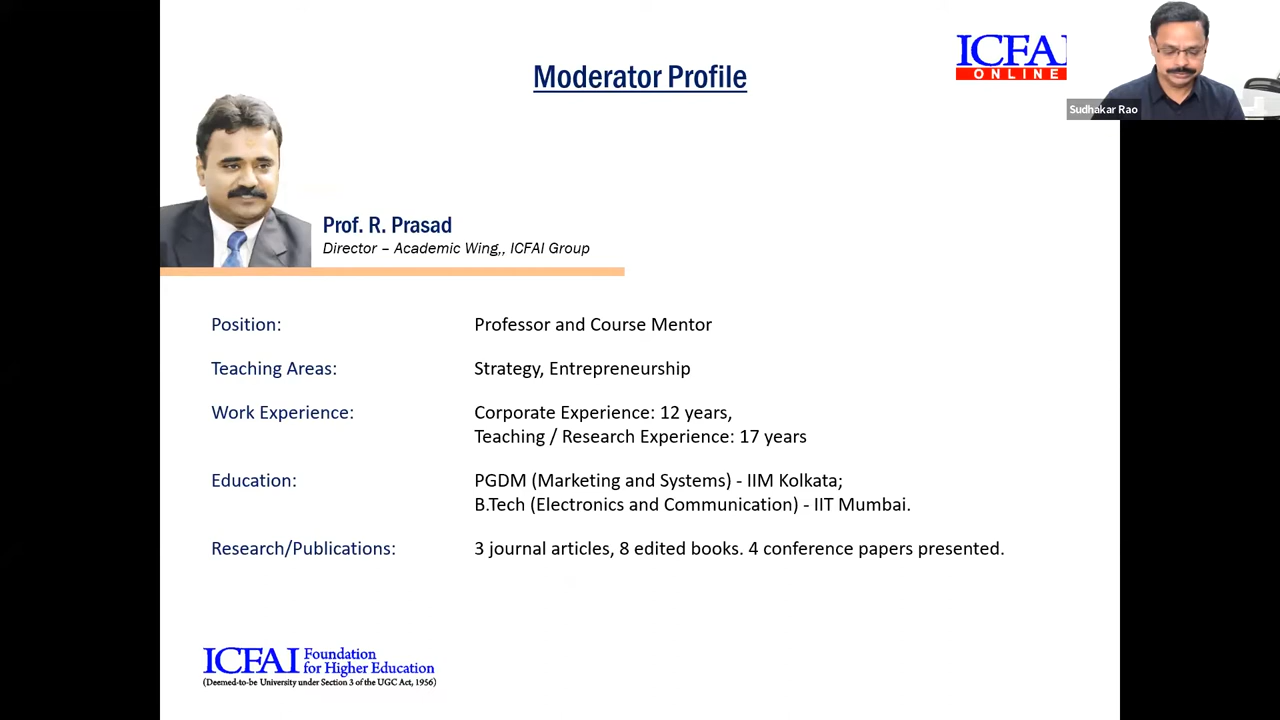 Moderator Profile
ICFA
ONLINE
Sudhakar Rao
Prof. R. Prasad
Director – Academic Wing,, ICFAI Group
Position: Professor and Course Mentor
Teaching Areas: Strategy, Entrepreneurship
Work Experience: Corporate Experience: 12 years,
Teaching / Research Experience: 17 years
Education: PGDM (Marketing and Systems) - IIM Kolkata;
B.Tech (Electronics and Communication) - IIT Mumbai.
Research/Publications: 3 journal articles, 8 edited books. 4 conference papers presented.
ICFAI Foundation
for Higher Education
(Deemed-to-be University under Section 3 of the UGC Act, 1956)